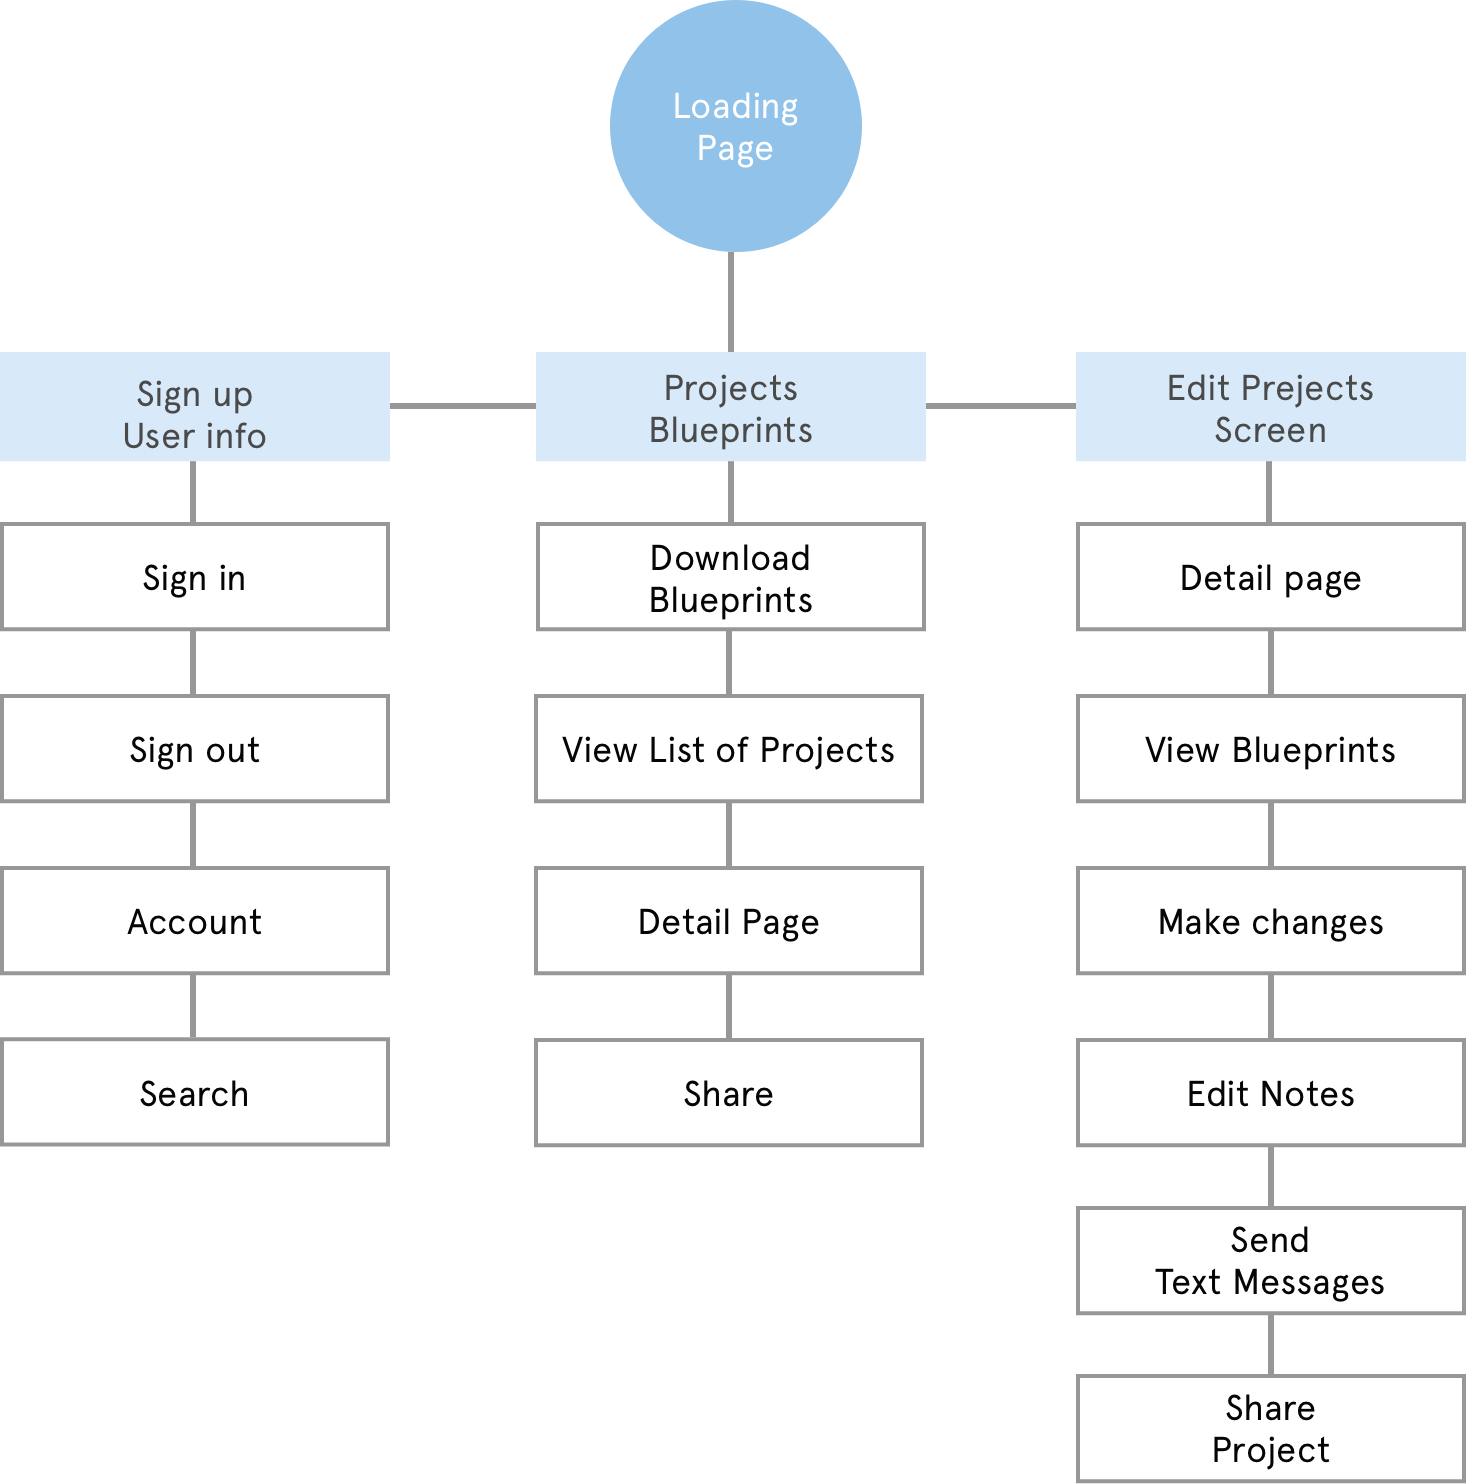 Loading
Page
Sign up
User info
Projects
Blueprints
Edit Prejects
Screen
Sign in
Download
Blueprints
Detail page
Sign out
View List of Projects
View Blueprints
Account
Detail Page
Make changes
Search
Share
Edit Notes
Send
Text Messages
Share
Project